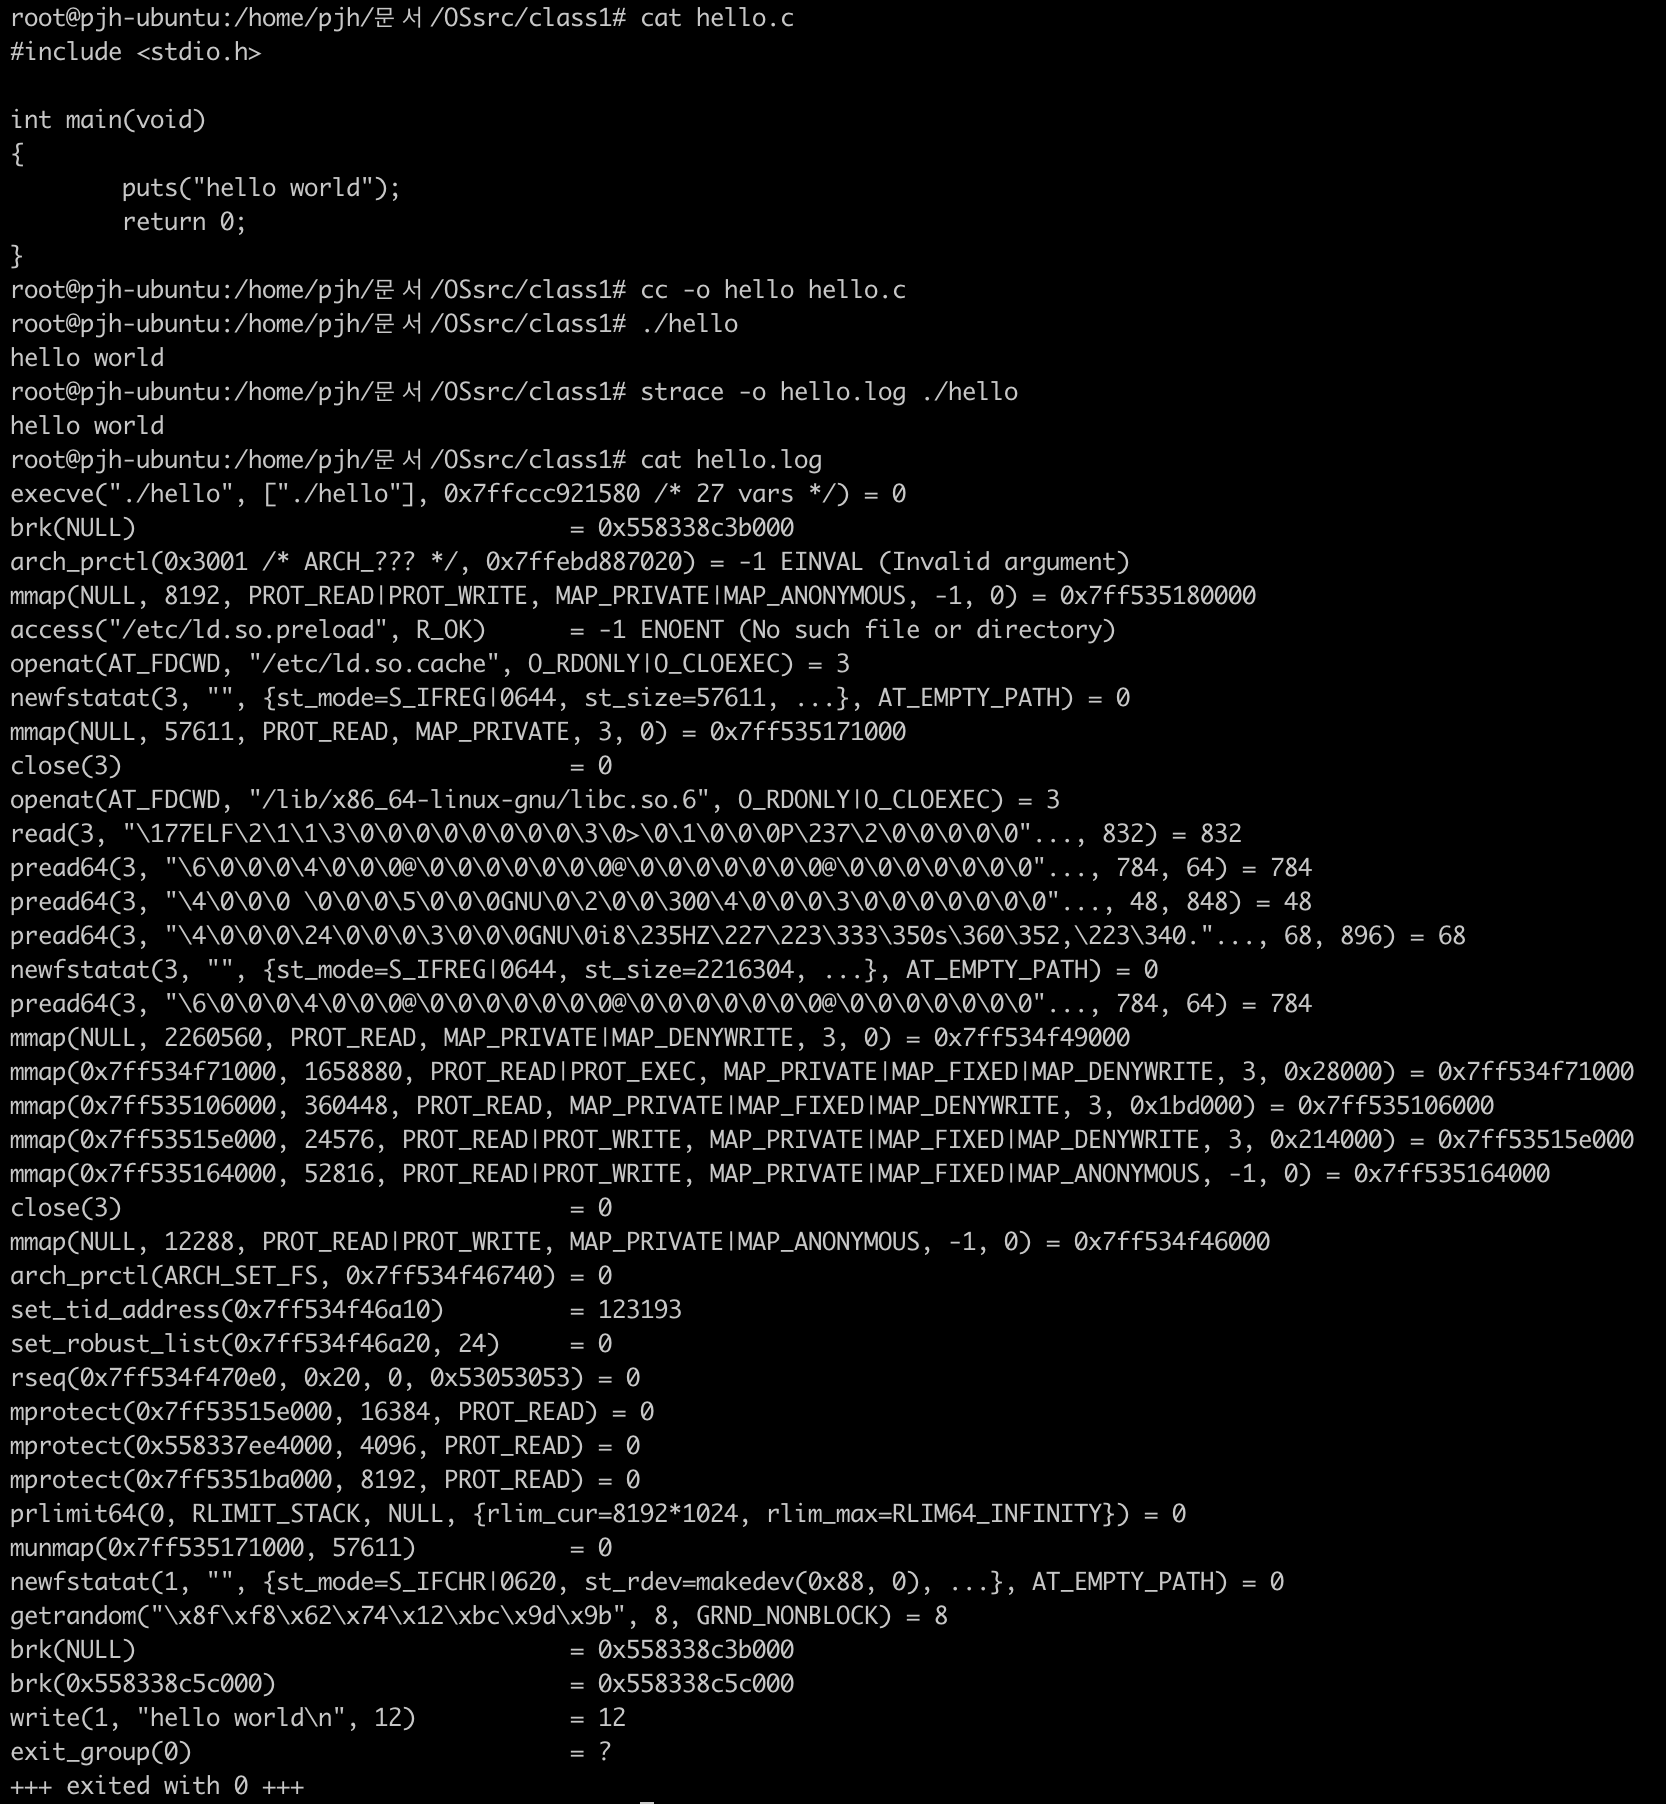 root@pjh-ubuntu:/home/pjh/문서/OSsrc/class1# cat hello.c
#include <stdio.h>

int main(void)
{
        puts("hello world");
        return 0;
}
root@pjh-ubuntu:/home/pjh/문서/OSsrc/class1# cc -o hello hello.c
root@pjh-ubuntu:/home/pjh/문서/OSsrc/class1# ./hello
hello world
root@pjh-ubuntu:/home/pjh/문서/OSsrc/class1# strace -o hello.log ./hello
hello world
root@pjh-ubuntu:/home/pjh/문서/OSsrc/class1# cat hello.log
execve("./hello", ["./hello"], 0x7ffccc921580 /* 27 vars */) = 0
brk(NULL)                               = 0x558338c3b000
arch_prctl(0x3001 /* ARCH_??? */, 0x7ffebd887020) = -1 EINVAL (Invalid argument)
mmap(NULL, 8192, PROT_READ|PROT_WRITE, MAP_PRIVATE|MAP_ANONYMOUS, -1, 0) = 0x7ff535180000
access("/etc/ld.so.preload", R_OK)      = -1 ENOENT (No such file or directory)
openat(AT_FDCWD, "/etc/ld.so.cache", O_RDONLY|O_CLOEXEC) = 3
newfstatat(3, "", {st_mode=S_IFREG|0644, st_size=57611, ...}, AT_EMPTY_PATH) = 0
mmap(NULL, 57611, PROT_READ, MAP_PRIVATE, 3, 0) = 0x7ff535171000
close(3)                                = 0
openat(AT_FDCWD, "/lib/x86_64-linux-gnu/libc.so.6", O_RDONLY|O_CLOEXEC) = 3
read(3, "\177ELF\2\1\1\3\0\0\0\0\0\0\0\0\3\0>\0\1\0\0\0P\237\2\0\0\0\0\0"..., 832) = 832
pread64(3, "\6\0\0\0\4\0\0\0@\0\0\0\0\0\0\0@\0\0\0\0\0\0\0@\0\0\0\0\0\0\0"..., 784, 64) = 784
pread64(3, "\4\0\0\0 \0\0\0\5\0\0\0GNU\0\2\0\0\300\4\0\0\0\3\0\0\0\0\0\0\0"..., 48, 848) = 48
pread64(3, "\4\0\0\0\24\0\0\0\3\0\0\0GNU\0i8\235HZ\227\223\333\350s\360\352,\223\340."..., 68, 896) = 68
newfstatat(3, "", {st_mode=S_IFREG|0644, st_size=2216304, ...}, AT_EMPTY_PATH) = 0
pread64(3, "\6\0\0\0\4\0\0\0@\0\0\0\0\0\0\0@\0\0\0\0\0\0\0@\0\0\0\0\0\0\0"..., 784, 64) = 784
mmap(NULL, 2260560, PROT_READ, MAP_PRIVATE|MAP_DENYWRITE, 3, 0) = 0x7ff534f49000
mmap(0x7ff534f71000, 1658880, PROT_READ|PROT_EXEC, MAP_PRIVATE|MAP_FIXED|MAP_DENYWRITE, 3, 0x28000) = 0x7ff534f71000
mmap(0x7ff535106000, 360448, PROT_READ, MAP_PRIVATE|MAP_FIXED|MAP_DENYWRITE, 3, 0x1bd000) = 0x7ff535106000
mmap(0x7ff53515e000, 24576, PROT_READ|PROT_WRITE, MAP_PRIVATE|MAP_FIXED|MAP_DENYWRITE, 3, 0x214000) = 0x7ff53515e000
mmap(0x7ff535164000, 52816, PROT_READ|PROT_WRITE, MAP_PRIVATE|MAP_FIXED|MAP_ANONYMOUS, -1, 0) = 0x7ff535164000
close(3)                                = 0
mmap(NULL, 12288, PROT_READ|PROT_WRITE, MAP_PRIVATE|MAP_ANONYMOUS, -1, 0) = 0x7ff534f46000
arch_prctl(ARCH_SET_FS, 0x7ff534f46740) = 0
set_tid_address(0x7ff534f46a10)         = 123193
set_robust_list(0x7ff534f46a20, 24)     = 0
rseq(0x7ff534f470e0, 0x20, 0, 0x53053053) = 0
mprotect(0x7ff53515e000, 16384, PROT_READ) = 0
mprotect(0x558337ee4000, 4096, PROT_READ) = 0
mprotect(0x7ff5351ba000, 8192, PROT_READ) = 0
prlimit64(0, RLIMIT_STACK, NULL, {rlim_cur=8192*1024, rlim_max=RLIM64_INFINITY}) = 0
munmap(0x7ff535171000, 57611)           = 0
newfstatat(1, "", {st_mode=S_IFCHR|0620, st_rdev=makedev(0x88, 0), ...}, AT_EMPTY_PATH) = 0
getrandom("\x8f\xf8\x62\x74\x12\xbc\x9d\x9b", 8, GRND_NONBLOCK) = 8
brk(NULL)                               = 0x558338c3b000
brk(0x558338c5c000)                     = 0x558338c5c000
write(1, "hello world\n", 12)           = 12
exit_group(0)                           = ?
+++ exited with 0 +++